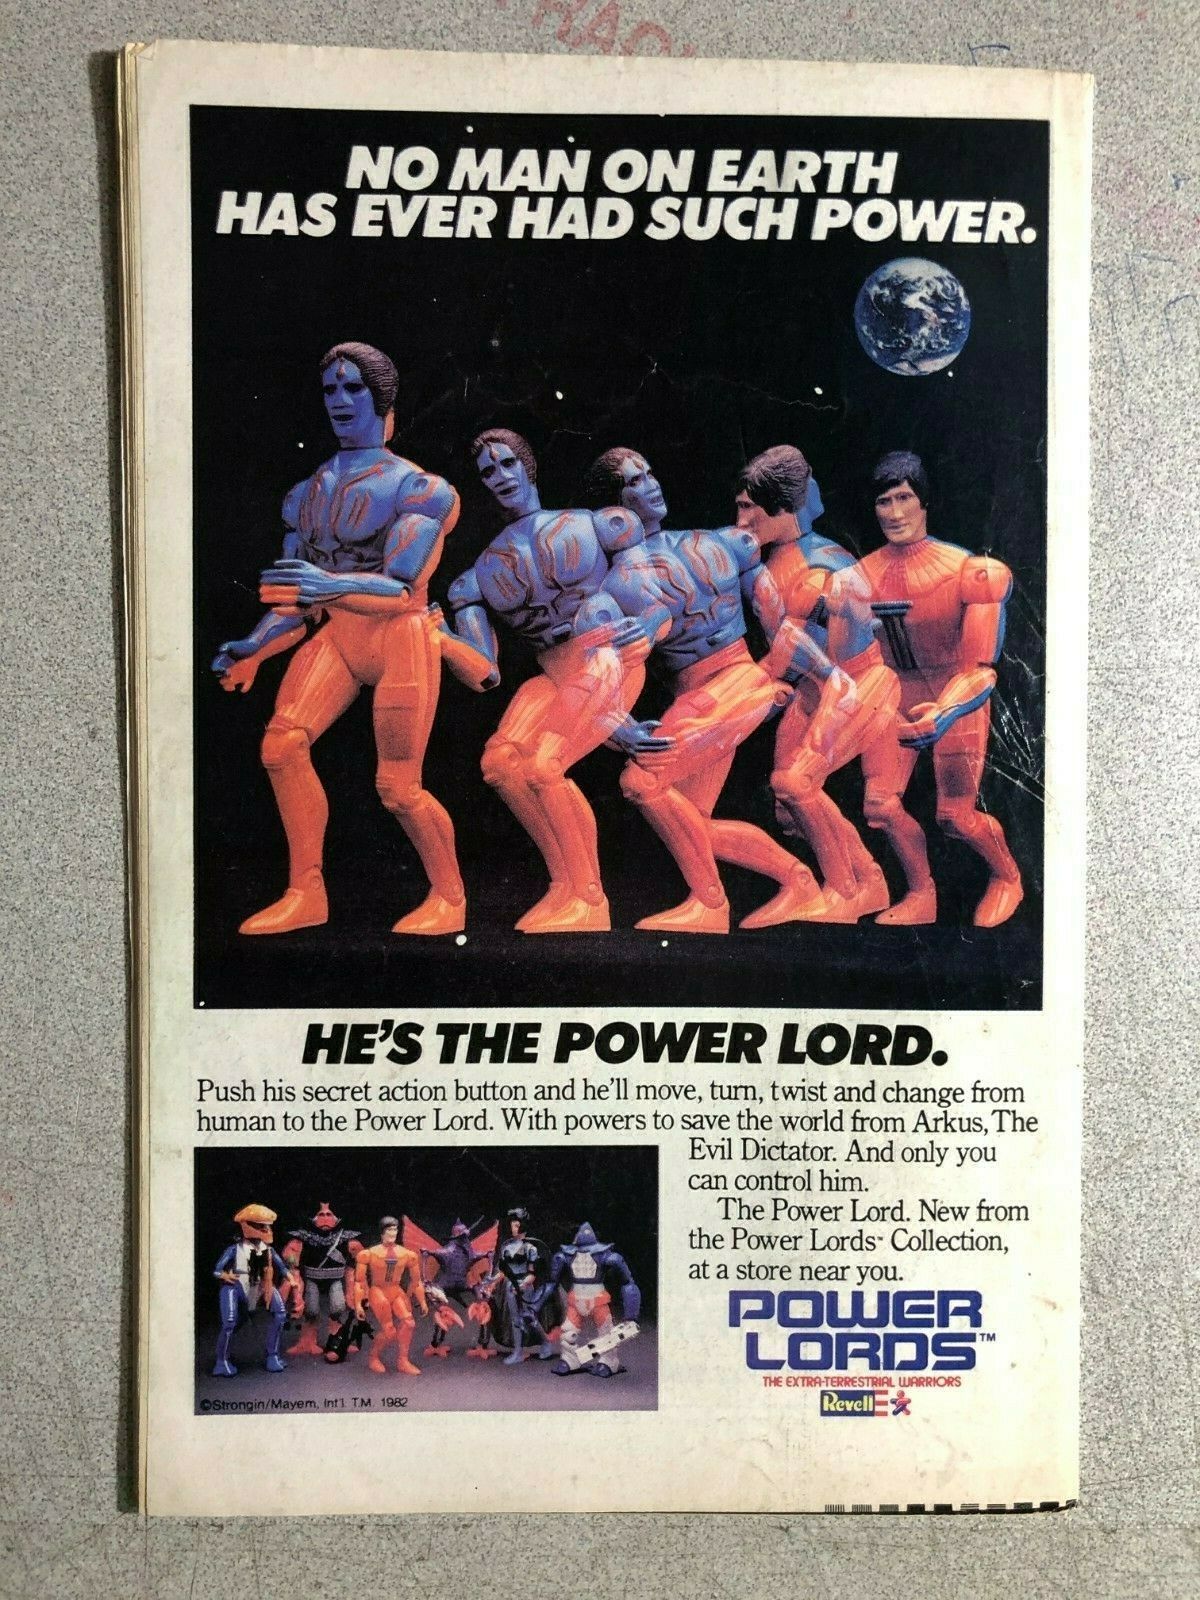 NO MAN ON EARTH
HAS EVER HAD SUCH POWER.
HE'S THE POWER LORD.
Push his secret action button and he'll move, turn, twist and change from
human to the Power Lord. With powers to save the world from Arkus, The
Evil Dictator. And only you
can control him.
The Power Lord. New from
the Power Lords™ Collection,
at a store near you.
POWER
LORDS™
THE EXTRA-TERRESTRIAL WARRIORS
Revell
©Strongin/Mayem, Int'l. T.M. 1982